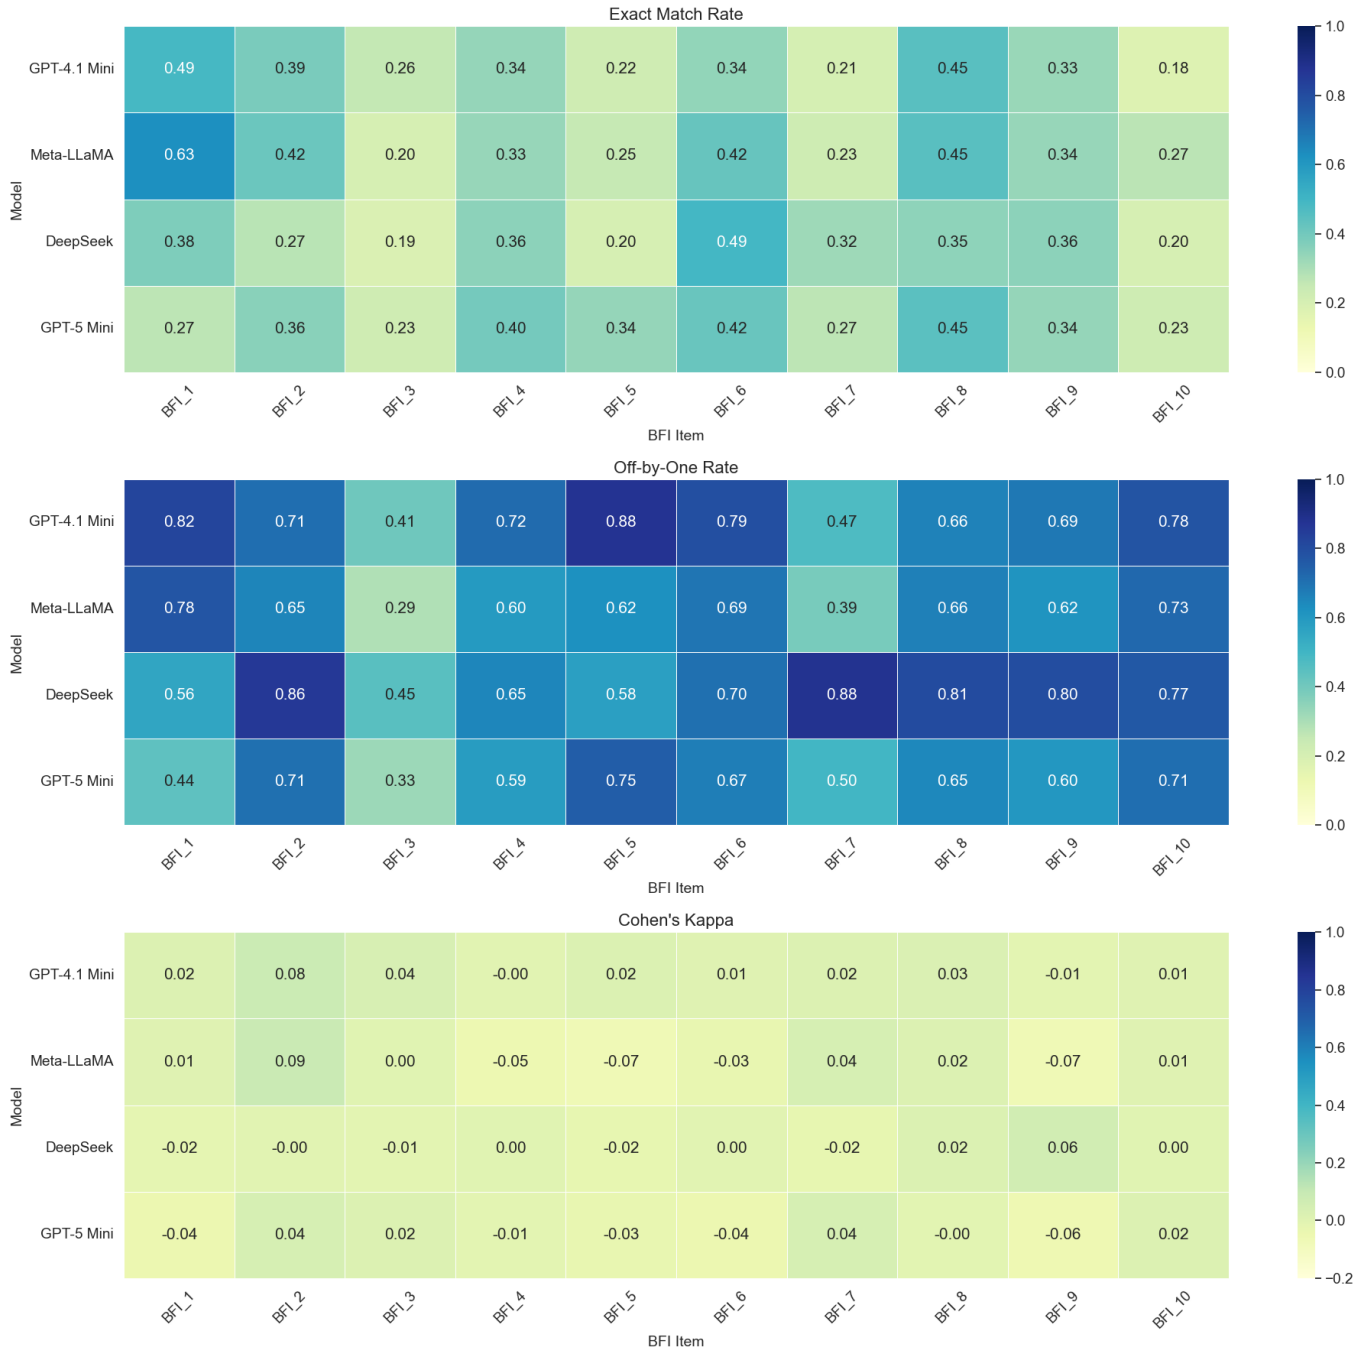 Exact Match Rate
GPT-4.1 Mini 0.49 0.39 0.26 0.34 0.22 0.34 0.21 0.45 0.33 0.18
Meta-LLaMA 0.63 0.42 0.20 0.33 0.25 0.42 0.23 0.45 0.34 0.27
DeepSeek 0.38 0.27 0.19 0.36 0.20 0.49 0.32 0.35 0.36 0.20
GPT-5 Mini 0.27 0.36 0.23 0.40 0.34 0.42 0.27 0.45 0.34 0.23
Model
BFI_1 BFI_2 BFI_3 BFI_4 BFI_5 BFI_6 BFI_7 BFI_8 BFI_9 BFI_10
BFI Item
1.0
0.8
0.6
0.4
0.2
0.0
Off-by-One Rate
GPT-4.1 Mini 0.82 0.71 0.41 0.72 0.88 0.79 0.47 0.66 0.69 0.78
Meta-LLaMA 0.78 0.65 0.29 0.60 0.62 0.69 0.39 0.66 0.62 0.73
DeepSeek 0.56 0.86 0.45 0.65 0.58 0.70 0.88 0.81 0.80 0.77
GPT-5 Mini 0.44 0.71 0.33 0.59 0.75 0.67 0.50 0.65 0.60 0.71
Model
BFI_1 BFI_2 BFI_3 BFI_4 BFI_5 BFI_6 BFI_7 BFI_8 BFI_9 BFI_10
BFI Item
1.0
0.8
0.6
0.4
0.2
0.0
Cohen's Kappa
GPT-4.1 Mini 0.02 0.08 0.04 -0.00 0.02 0.01 0.02 0.03 -0.01 0.01
Meta-LLaMA 0.01 0.09 0.00 -0.05 -0.07 -0.03 0.04 0.02 -0.07 0.01
DeepSeek -0.02 -0.00 -0.01 0.00 -0.02 0.00 -0.02 0.02 0.06 0.00
GPT-5 Mini -0.04 0.04 0.02 -0.01 -0.03 -0.04 0.04 -0.00 -0.06 0.02
Model
BFI_1 BFI_2 BFI_3 BFI_4 BFI_5 BFI_6 BFI_7 BFI_8 BFI_9 BFI_10
BFI Item
1.0
0.8
0.6
0.4
0.2
0.0
−0.2